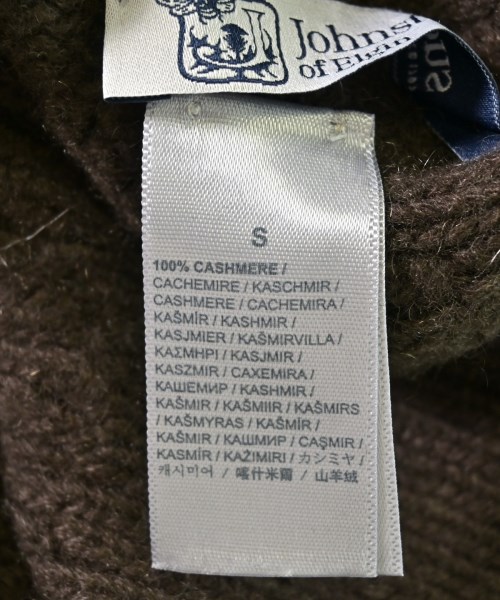 Johns
of Elgin
S
100% CASHMERE /
CACHEMIRE / KASCHMIR /
CASHMERE / CACHEMIRA /
KAŠMÍR / KASHMIR /
KASJMIER / KAŠMIRVILLA /
ΚΑΣΜΗΡΙ / KASJMIR /
KASZMIR / CAXEMIRA /
КАШЕМИР / KASHMIR /
KAŠMIR / KAŠMIIR / KAŠMIRS
/ KAŠMYRAS / KAŠMÍR /
KAŠMIR / КАШМИР / CAŞMIR /
KASMÍR / KAŽIMIRI / カシミヤ /
캐시미어 / 喀什米爾 / 山羊绒